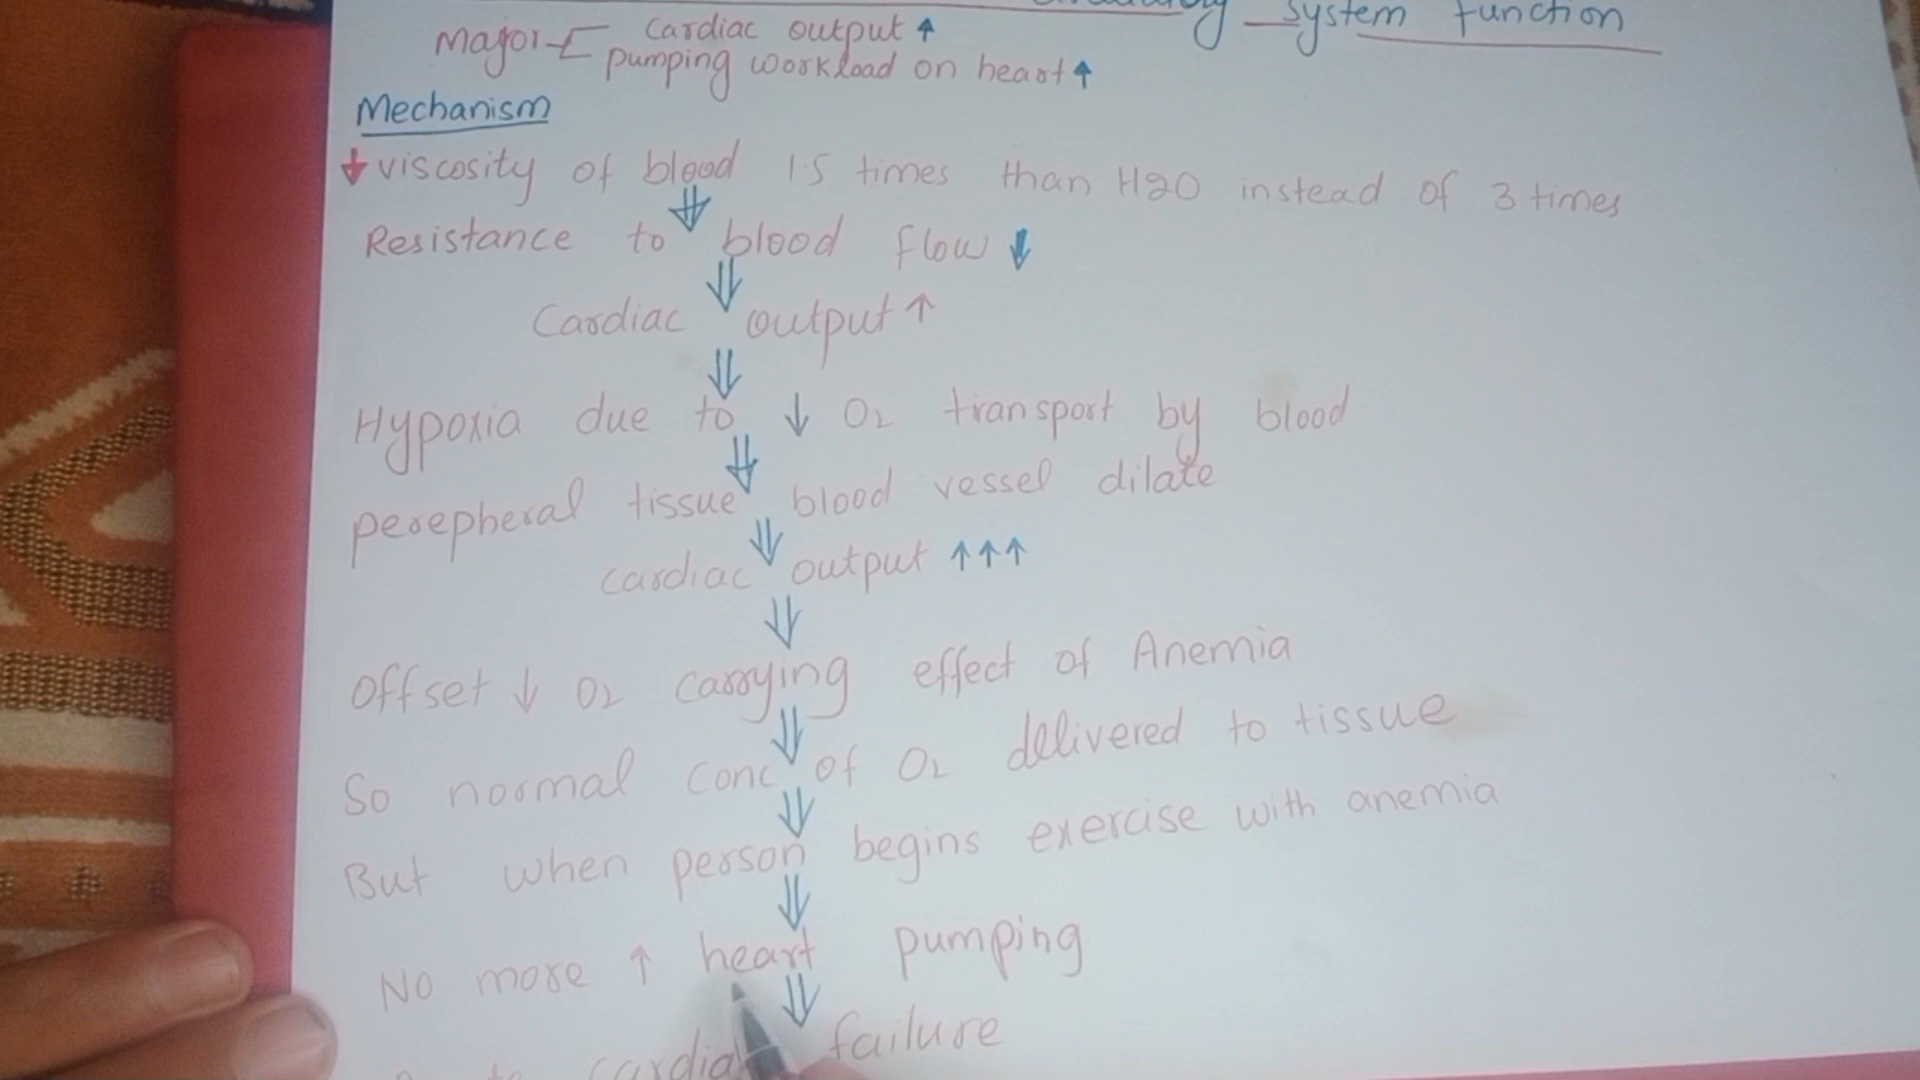 system function
Major Cardiac output ↑
pumping workload on heart ↑
Mechanism
↓ viscosity of blood 1.5 times than H2O instead of 3 times
Resistance to blood flow ↓
Cardiac output ↑
Hypoxia due to ↓ O2 transport by blood
perepheral tissue blood vessel dilate
cardiac output ↑↑↑
Offset ↓ O2 carrying effect of Anemia
So normal conc of O2 delivered to tissue
But when person begins exercise with anemia
No more ↑ heart pumping
cardiac failure